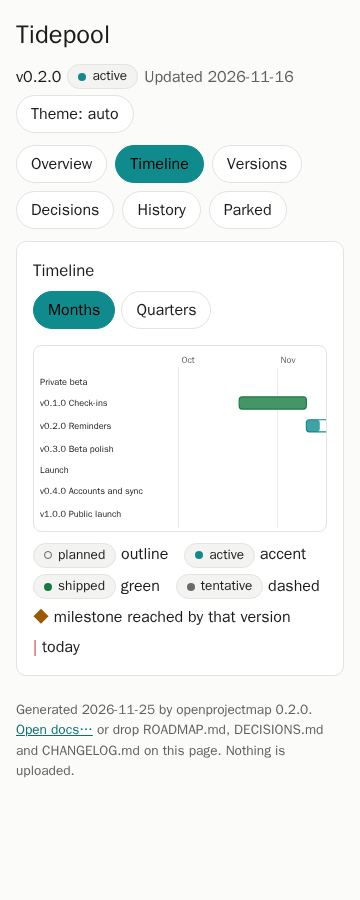 Tidepool
v0.2.0 active Updated 2026-11-16
Theme: auto
Overview Timeline Versions
Decisions History Parked
Timeline
Months Quarters
Oct Nov
Private beta
v0.1.0 Check-ins
v0.2.0 Reminders
v0.3.0 Beta polish
Launch
v0.4.0 Accounts and sync
v1.0.0 Public launch
planned outline active accent
shipped green tentative dashed
milestone reached by that version
today
Generated 2026-11-25 by openprojectmap 0.2.0.
Open docs… or drop ROADMAP.md, DECISIONS.md
and CHANGELOG.md on this page. Nothing is
uploaded.